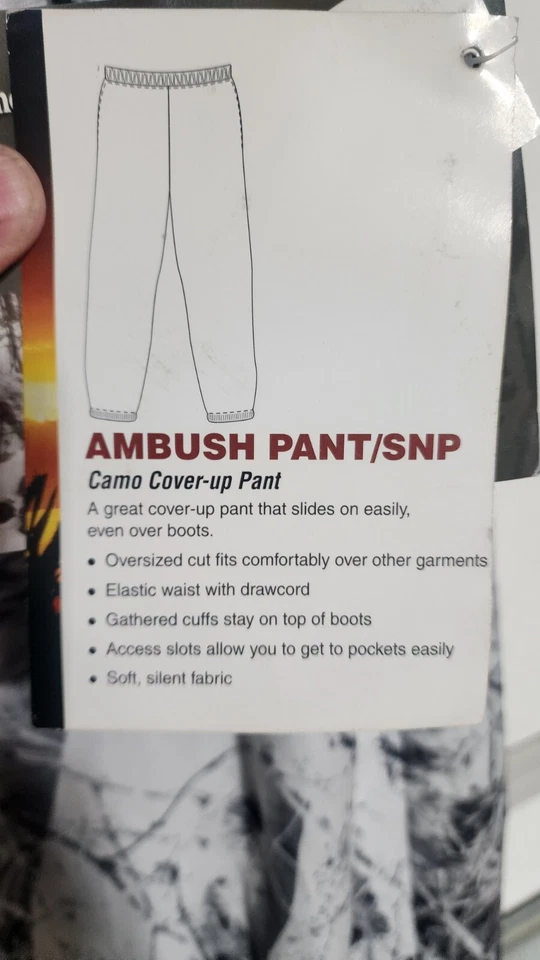 AMBUSH PANT/SNP
Camo Cover-up Pant
A great cover-up pant that slides on easily,
even over boots.
• Oversized cut fits comfortably over other garments
• Elastic waist with drawcord
• Gathered cuffs stay on top of boots
• Access slots allow you to get to pockets easily
• Soft, silent fabric